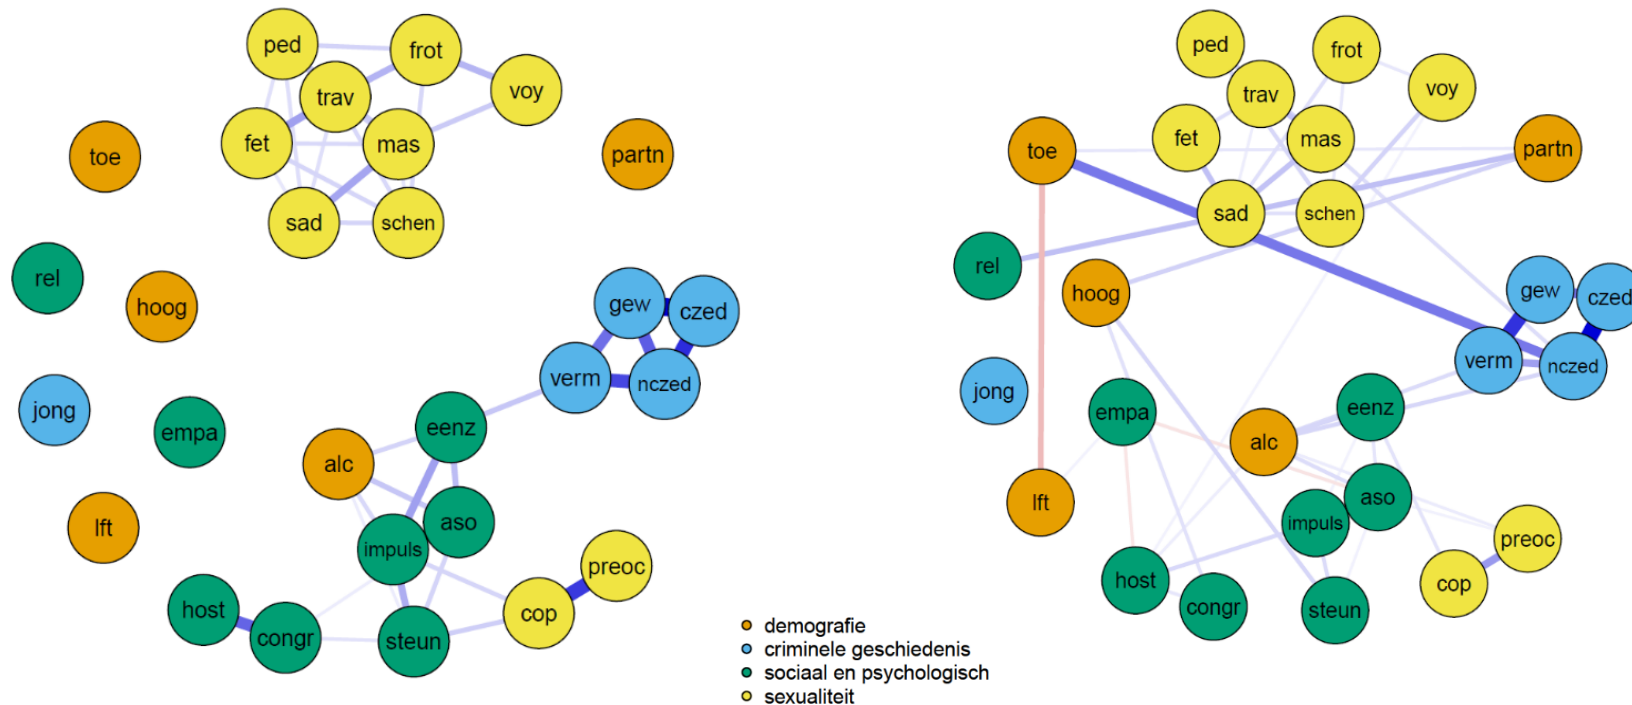 ped
frot
voy
trav
fet
mas
toe
partn
sad
schen
rel
hoog
gew
czed
verm
nczed
jong
empa
eenz
alc
aso
lft
impuls
preoc
host
congr
steun
cop
ped
frot
voy
trav
fet
mas
toe
partn
sad
schen
rel
hoog
gew
czed
verm
nczed
jong
empa
eenz
alc
aso
lft
impuls
preoc
host
congr
steun
cop
demografie
criminele geschiedenis
sociaal en psychologisch
sexualiteit